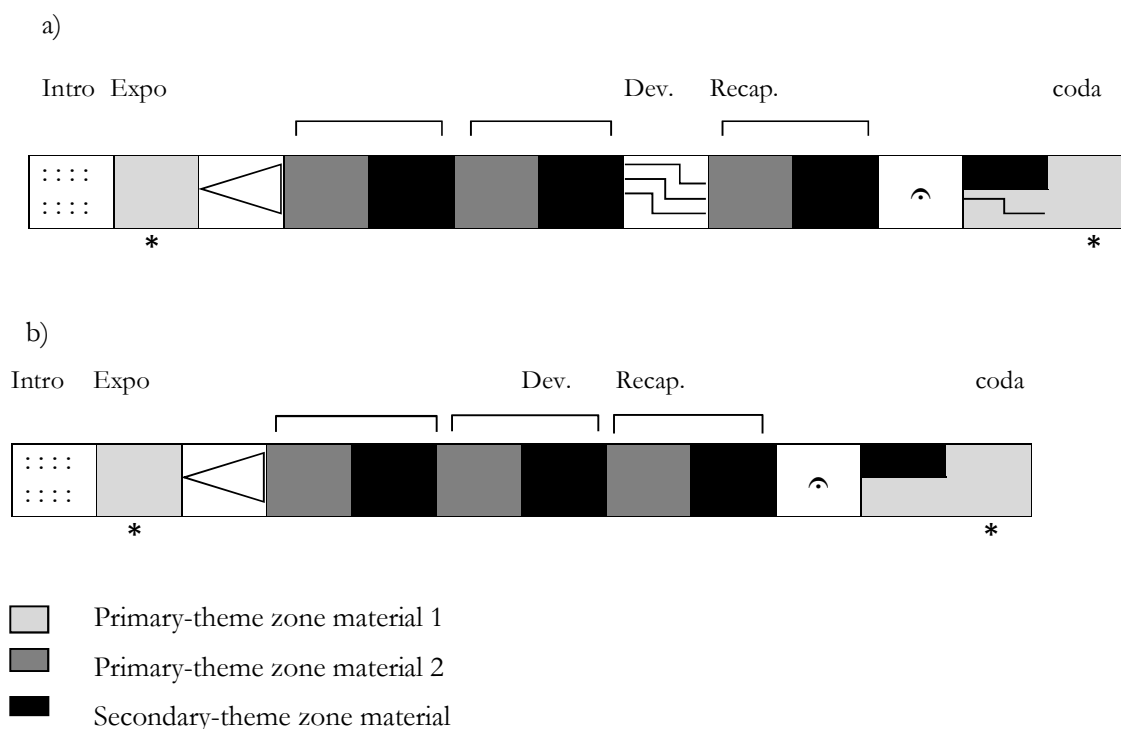 a)
Intro Expo Dev. Recap. coda
: : : :
: : : :
* *
b)
Intro Expo Dev. Recap. coda
: : : :
: : : :
* *
Primary-theme zone material 1
Primary-theme zone material 2
Secondary-theme zone material